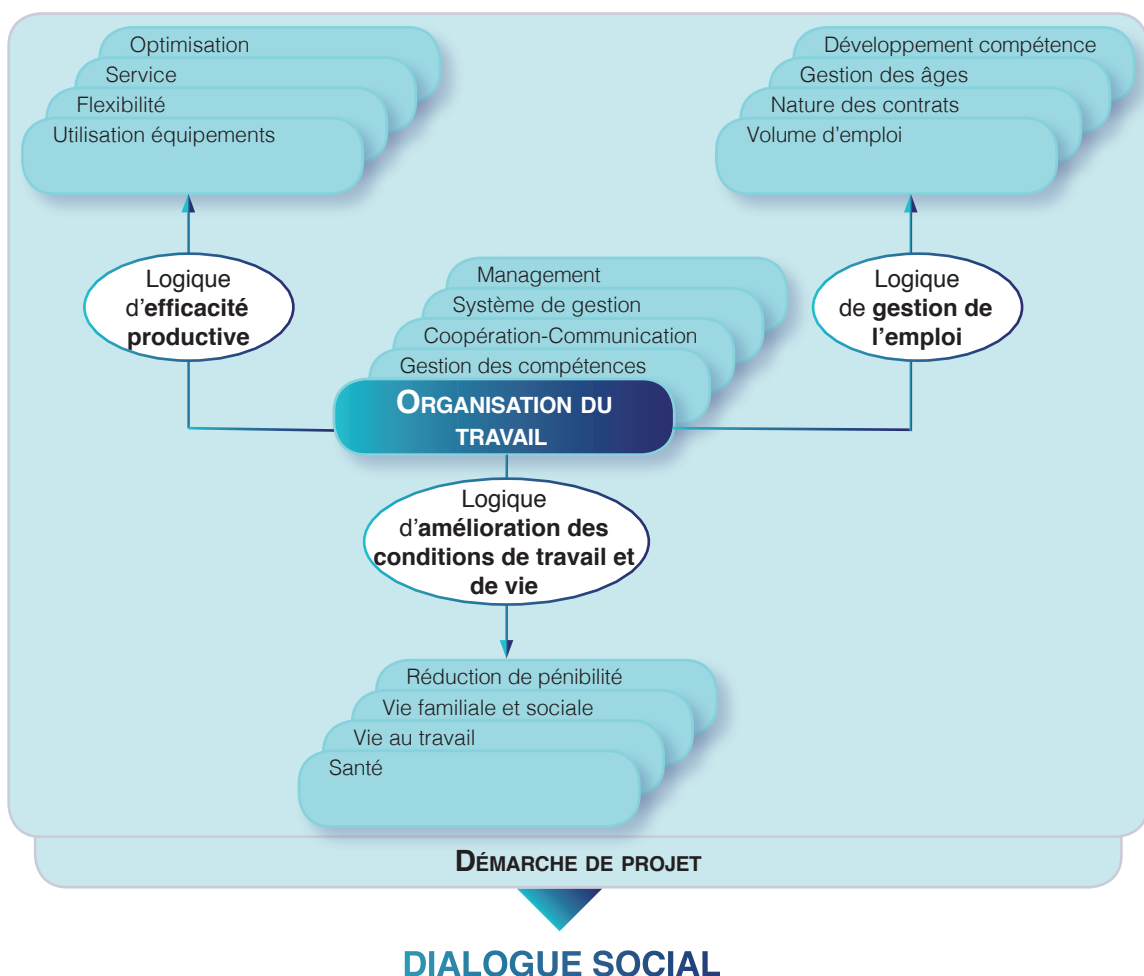 Optimisation
Service
Flexibilité
Utilisation équipements
Développement compétence
Gestion des âges
Nature des contrats
Volume d'emploi
Logique
d'efficacité
productive
Management
Système de gestion
Coopération-Communication
Gestion des compétences
ORGANISATION DU
TRAVAIL
Logique
de gestion de
l'emploi
Logique
d'amélioration des
conditions de travail et
de vie
Réduction de pénibilité
Vie familiale et sociale
Vie au travail
Santé
DÉMARCHE DE PROJET
DIALOGUE SOCIAL